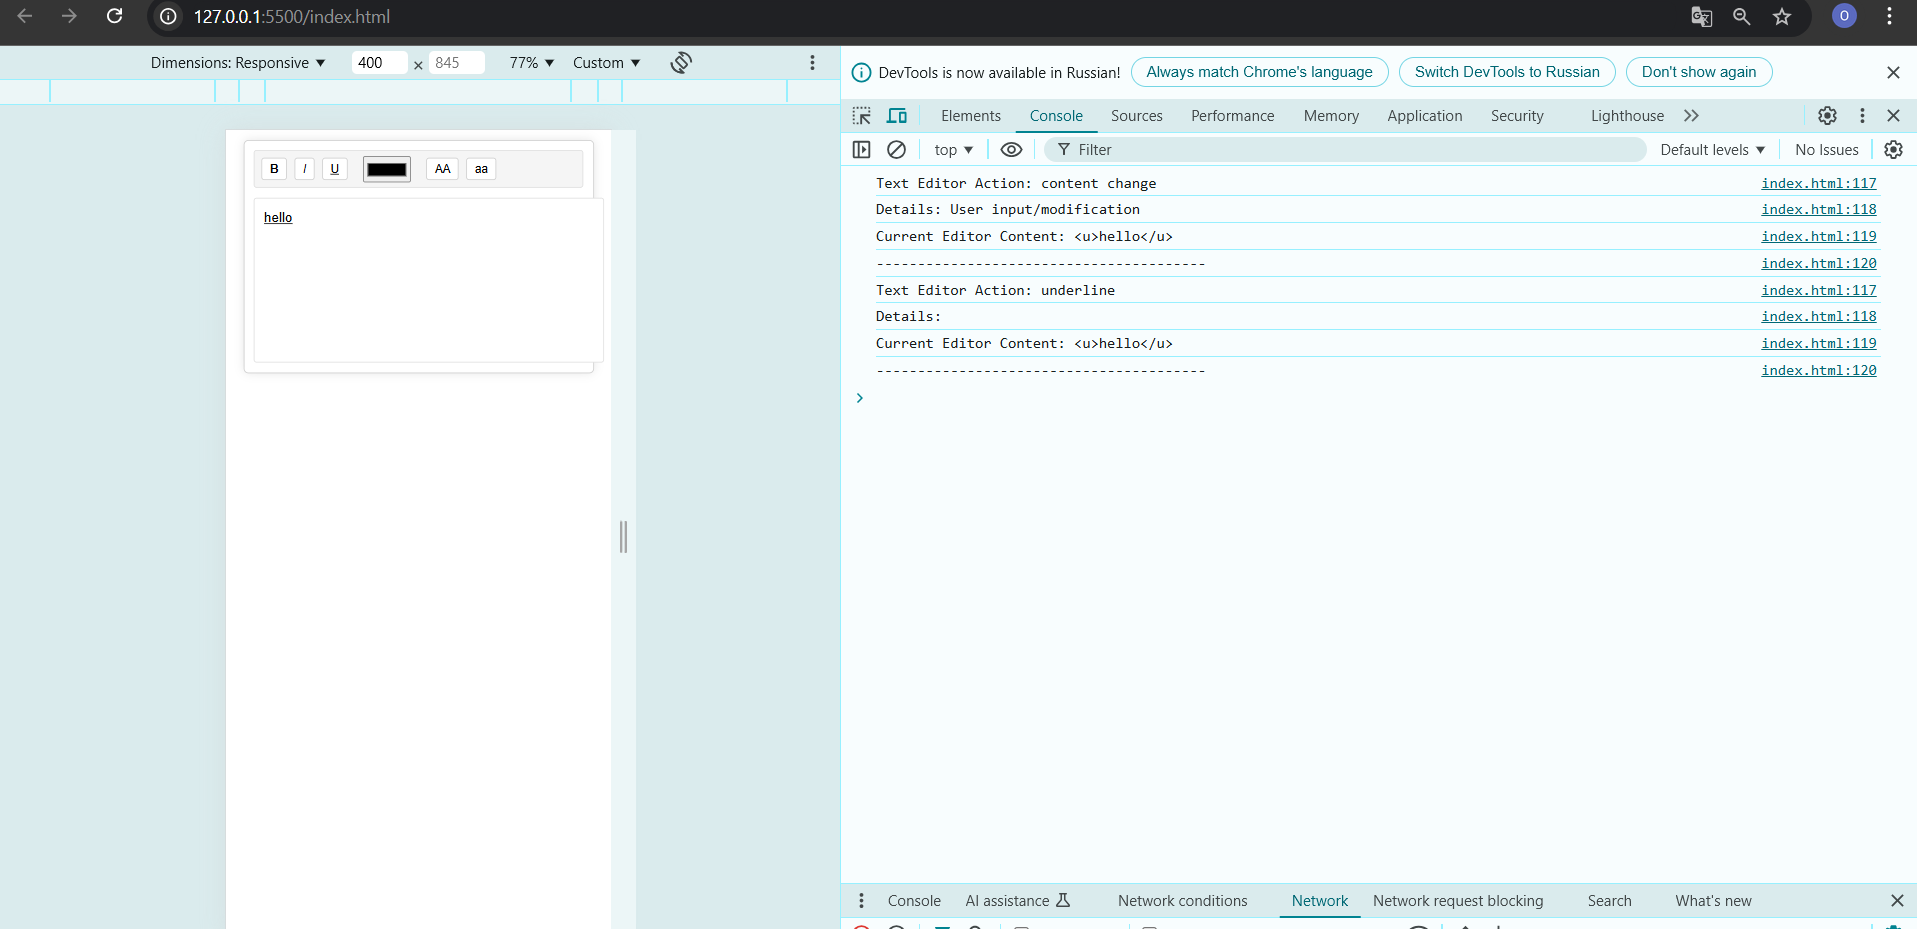 127.0.0.1:5500/index.html
O
Dimensions: Responsive ▼ 400 × 845 77% ▼ Custom ▼
DevTools is now available in Russian! Always match Chrome's language Switch DevTools to Russian Don't show again
Elements Console Sources Performance Memory Application Security Lighthouse
top ▼ Filter Default levels ▼ No Issues
B I U AA aa
hello
Text Editor Action: content change index.html:117
Details: User input/modification index.html:118
Current Editor Content: <u>hello</u> index.html:119
---------------------------------------- index.html:120
Text Editor Action: underline index.html:117
Details: index.html:118
Current Editor Content: <u>hello</u> index.html:119
---------------------------------------- index.html:120
Console AI assistance Network conditions Network Network request blocking Search What's new